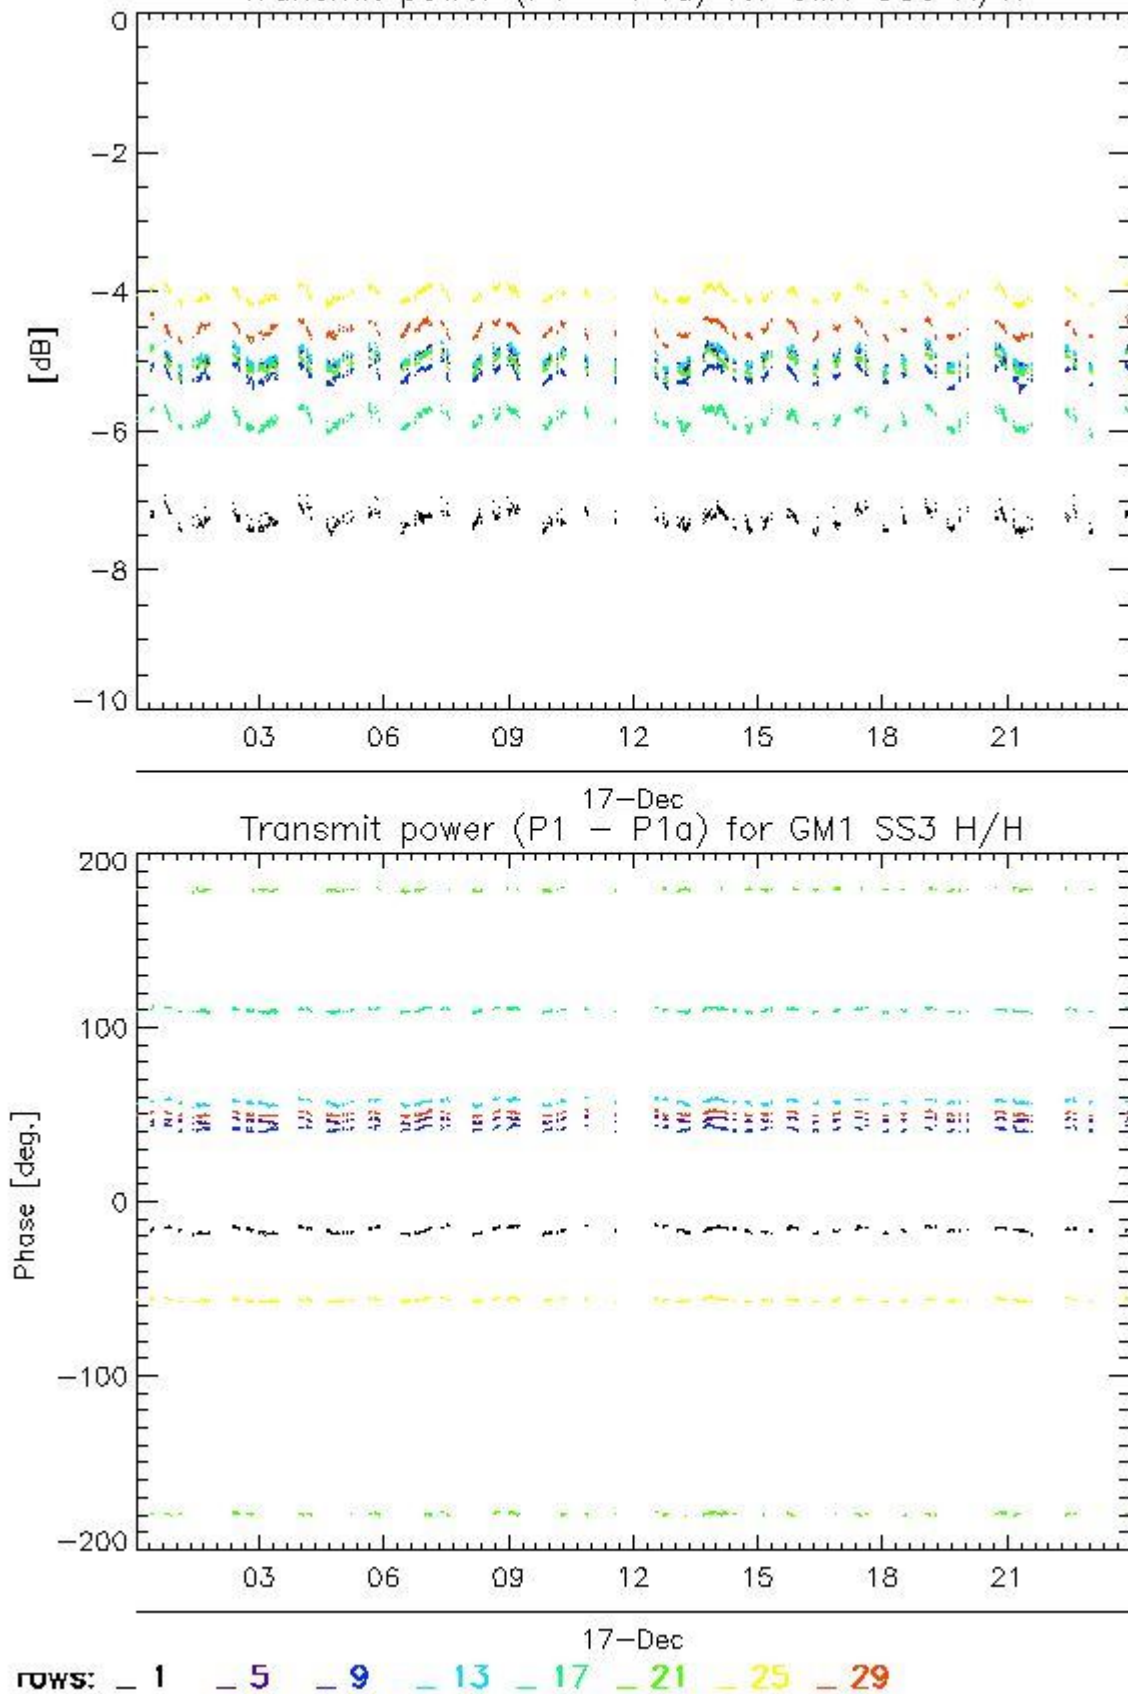 0
-2
-4
-6
-8
-10
[dB]
03 06 09 12 15 18 21
17-Dec
Transmit power (P1 - P1a) for GM1 SS3 H/H
200
100
0
-100
-200
Phase [deg.]
03 06 09 12 15 18 21
17-Dec
rows: _ 1 _ 5 _ 9 _ 13 _ 17 _ 21 _ 25 _ 29